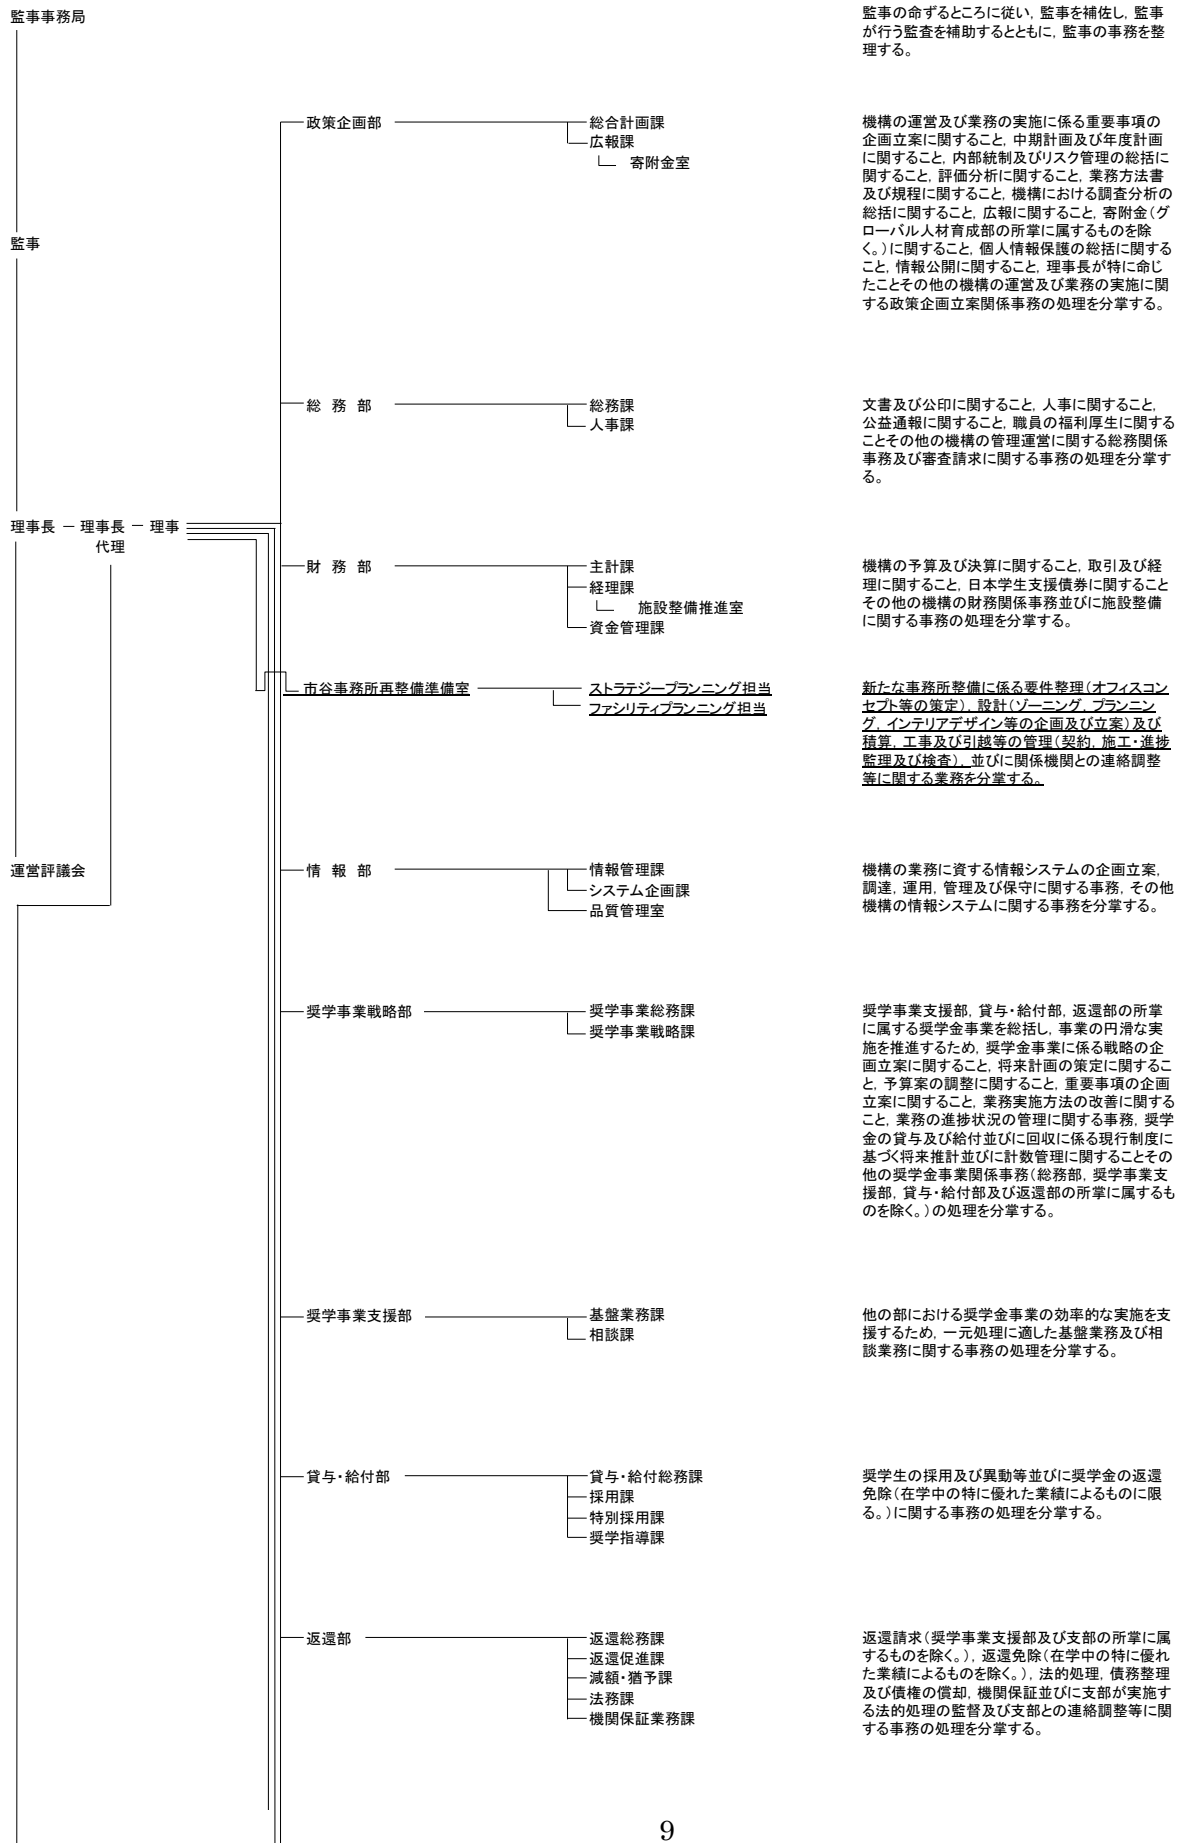 監事事務局
監事の命ずるところに従い, 監事を補佐し, 監事
が行う監査を補助するとともに, 監事の事務を整
理する。
政策企画部
総合計画課
広報課
寄附金室
機構の運営及び業務の実施に係る重要事項の
企画立案に関すること, 中期計画及び年度計画
に関すること, 内部統制及びリスク管理の総括に
関すること, 評価分析に関すること, 業務方法書
及び規程に関すること, 機構における調査分析の
総括に関すること, 広報に関すること, 寄附金(グ
ローバル人材育成部の所掌に属するものを除
く。)に関すること, 個人情報保護の総括に関する
こと, 情報公開に関すること, 理事長が特に命じ
たことその他の機構の運営及び業務の実施に関
する政策企画立案関係事務の処理を分掌する。
監事
総 務 部
総務課
人事課
文書及び公印に関すること, 人事に関すること,
公益通報に関すること, 職員の福利厚生に関する
ことその他の機構の管理運営に関する総務関係
事務及び審査請求に関する事務の処理を分掌す
る。
理事長 － 理事長 － 理事
代理
財 務 部
主計課
経理課
施設整備推進室
資金管理課
機構の予算及び決算に関すること, 取引及び経
理に関すること, 日本学生支援債券に関すること
その他の機構の財務関係事務並びに施設整備
に関する事務の処理を分掌する。
市谷事務所再整備準備室
ストラテジープランニング担当
ファシリティプランニング担当
新たな事務所整備に係る要件整理(オフィスコン
セプト等の策定), 設計(ゾーニング, プランニン
グ, インテリアデザイン等の企画及び立案)及び
積算, 工事及び引越等の管理(契約, 施工・進捗
監理及び検査), 並びに関係機関との連絡調整
等に関する業務を分掌する。
運営評議会
情 報 部
情報管理課
システム企画課
品質管理室
機構の業務に資する情報システムの企画立案,
調達, 運用, 管理及び保守に関する事務, その他
機構の情報システムに関する事務を分掌する。
奨学事業戦略部
奨学事業総務課
奨学事業戦略課
奨学事業支援部, 貸与・給付部, 返還部の所掌
に属する奨学金事業を総括し, 事業の円滑な実
施を推進するため, 奨学金事業に係る戦略の企
画立案に関すること, 将来計画の策定に関するこ
と, 予算案の調整に関すること, 重要事項の企画
立案に関すること, 業務実施方法の改善に関する
こと, 業務の進捗状況の管理に関する事務, 奨学
金の貸与及び給付並びに回収に係る現行制度に
基づく将来推計並びに計数管理に関することその
他の奨学金事業関係事務(総務部, 奨学事業支
援部, 貸与・給付部及び返還部の所掌に属するも
のを除く。)の処理を分掌する。
奨学事業支援部
基盤業務課
相談課
他の部における奨学金事業の効率的な実施を支
援するため, 一元処理に適した基盤業務及び相
談業務に関する事務の処理を分掌する。
貸与・給付部
貸与・給付総務課
採用課
特別採用課
奨学指導課
奨学生の採用及び異動等並びに奨学金の返還
免除(在学中の特に優れた業績によるものに限
る。)に関する事務の処理を分掌する。
返還部
返還総務課
返還促進課
減額・猶予課
法務課
機関保証業務課
返還請求(奨学事業支援部及び支部の所掌に属
するものを除く。), 返還免除(在学中の特に優れ
た業績によるものを除く。), 法的処理, 債務整理
及び債権の償却, 機関保証並びに支部が実施す
る法的処理の監督及び支部との連絡調整等に関
する事務の処理を分掌する。
9